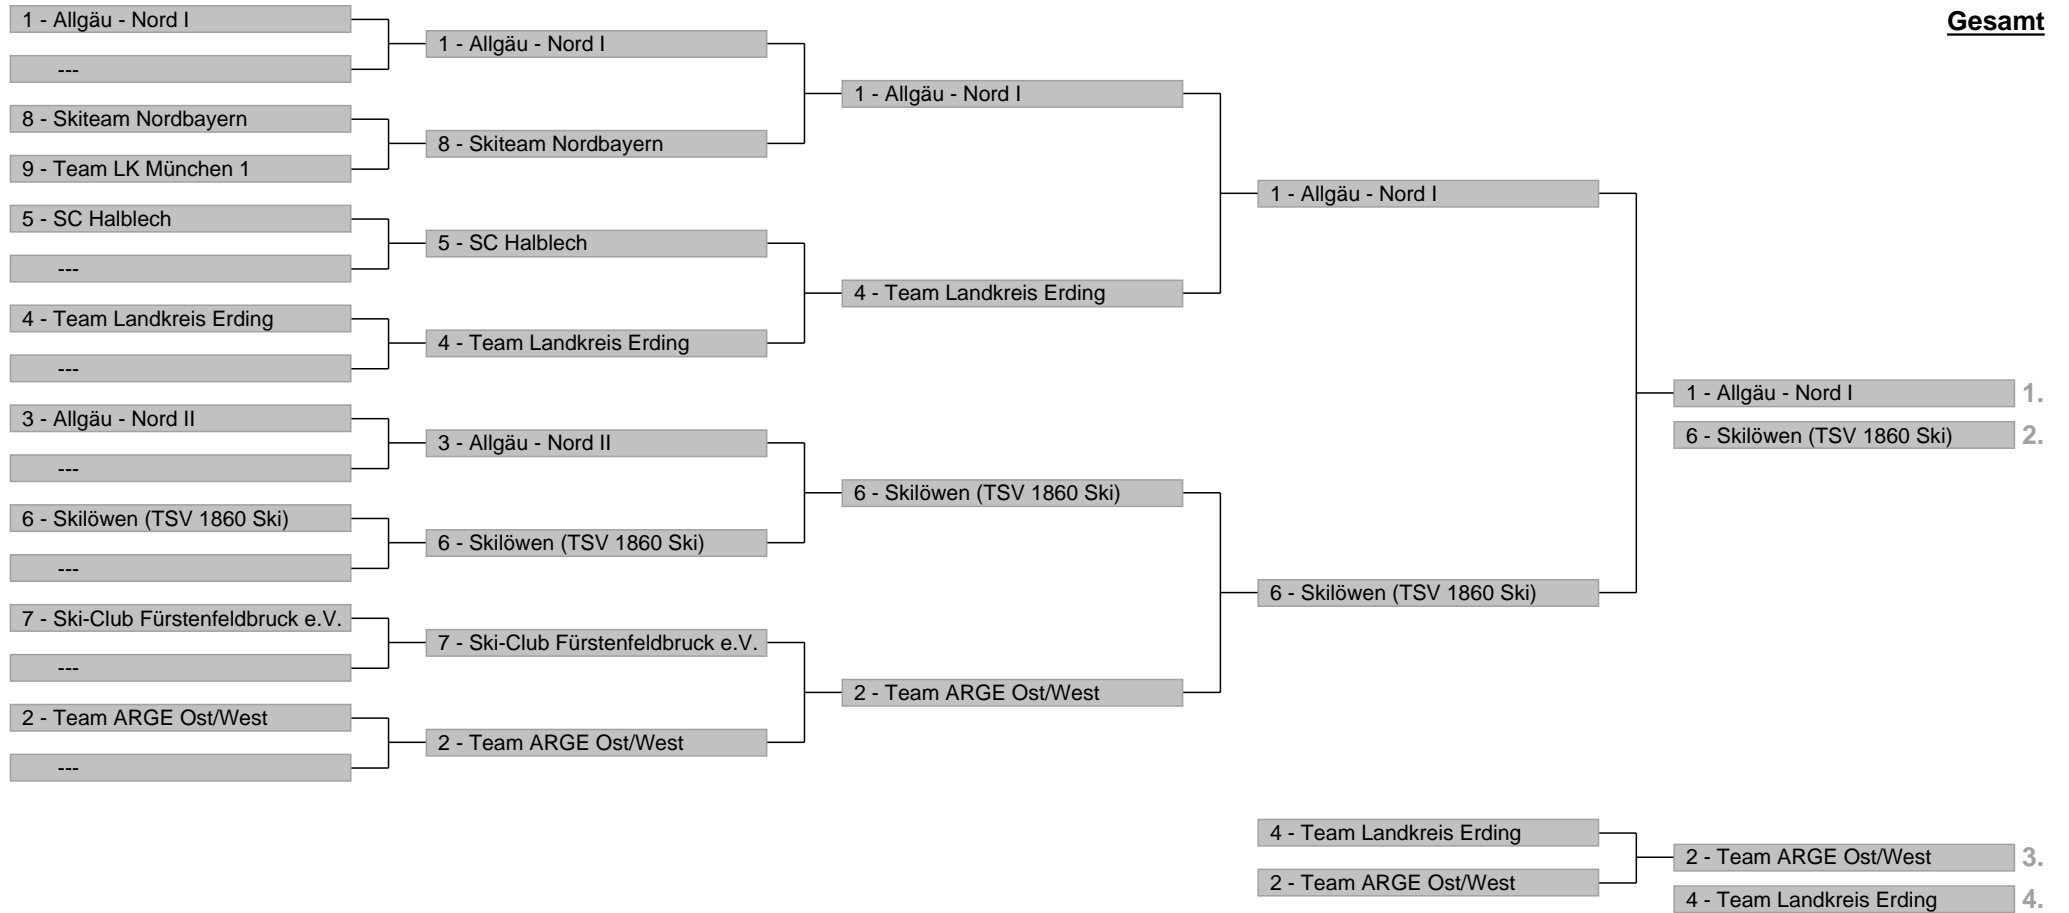 Gesamt
1 - Allgäu - Nord I
---
8 - Skiteam Nordbayern
9 - Team LK München 1
5 - SC Halblech
---
4 - Team Landkreis Erding
---
3 - Allgäu - Nord II
---
6 - Skilöwen (TSV 1860 Ski)
---
7 - Ski-Club Fürstenfeldbruck e.V.
---
2 - Team ARGE Ost/West
---
1 - Allgäu - Nord I
8 - Skiteam Nordbayern
5 - SC Halblech
4 - Team Landkreis Erding
3 - Allgäu - Nord II
6 - Skilöwen (TSV 1860 Ski)
7 - Ski-Club Fürstenfeldbruck e.V.
2 - Team ARGE Ost/West
1 - Allgäu - Nord I
4 - Team Landkreis Erding
6 - Skilöwen (TSV 1860 Ski)
2 - Team ARGE Ost/West
1 - Allgäu - Nord I
6 - Skilöwen (TSV 1860 Ski)
1 - Allgäu - Nord I 1.
6 - Skilöwen (TSV 1860 Ski) 2.
4 - Team Landkreis Erding
2 - Team ARGE Ost/West
2 - Team ARGE Ost/West 3.
4 - Team Landkreis Erding 4.